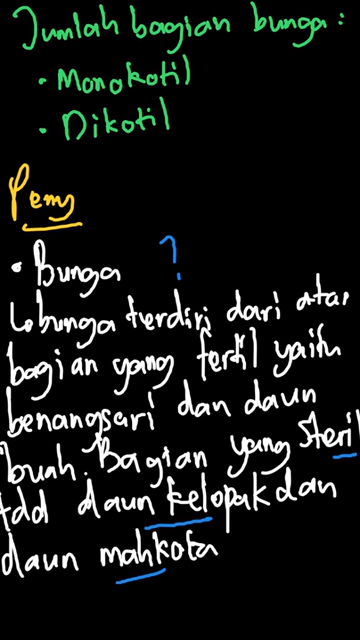 Jumlah bagian bunga :
• Monokotil
• Dikotil
Peny
• Bunga ?
↳ bunga terdiri dari atas
bagian yang fertil yaitu
benangsari dan daun
buah. Bagian yang steril
tdd daun kelopak dan
daun mahkota